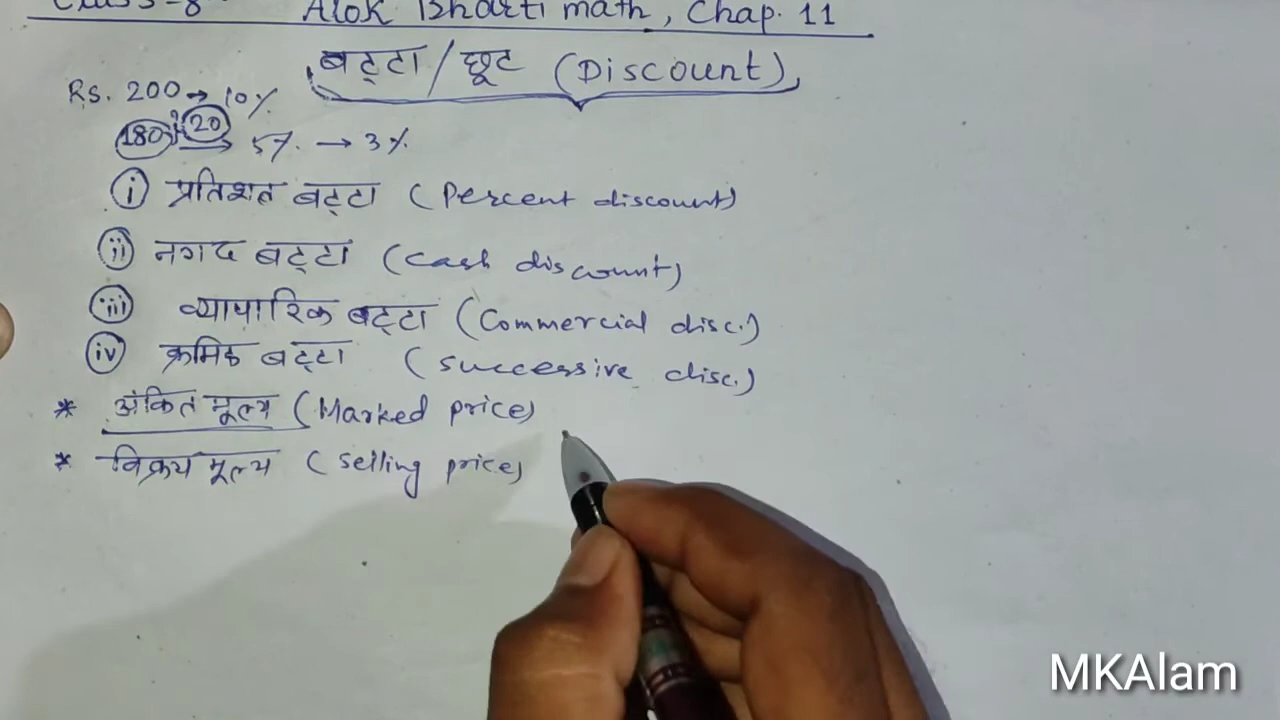 Class-8 Alok Bharti math, Chap. 11
बट्टा / छूट (Discount)
Rs. 200 → 10%
180 20 → 5% → 3%
(i) प्रतिशत बट्टा (Percent discount)
(ii) नगद बट्टा (cash discount)
(iii) व्यापारिक बट्टा (Commercial disc.)
(iv) क्रमिक बट्टा (successive disc.)
* अंकित मूल्य (Marked price)
* विक्रय मूल्य (selling price)
MKAlam